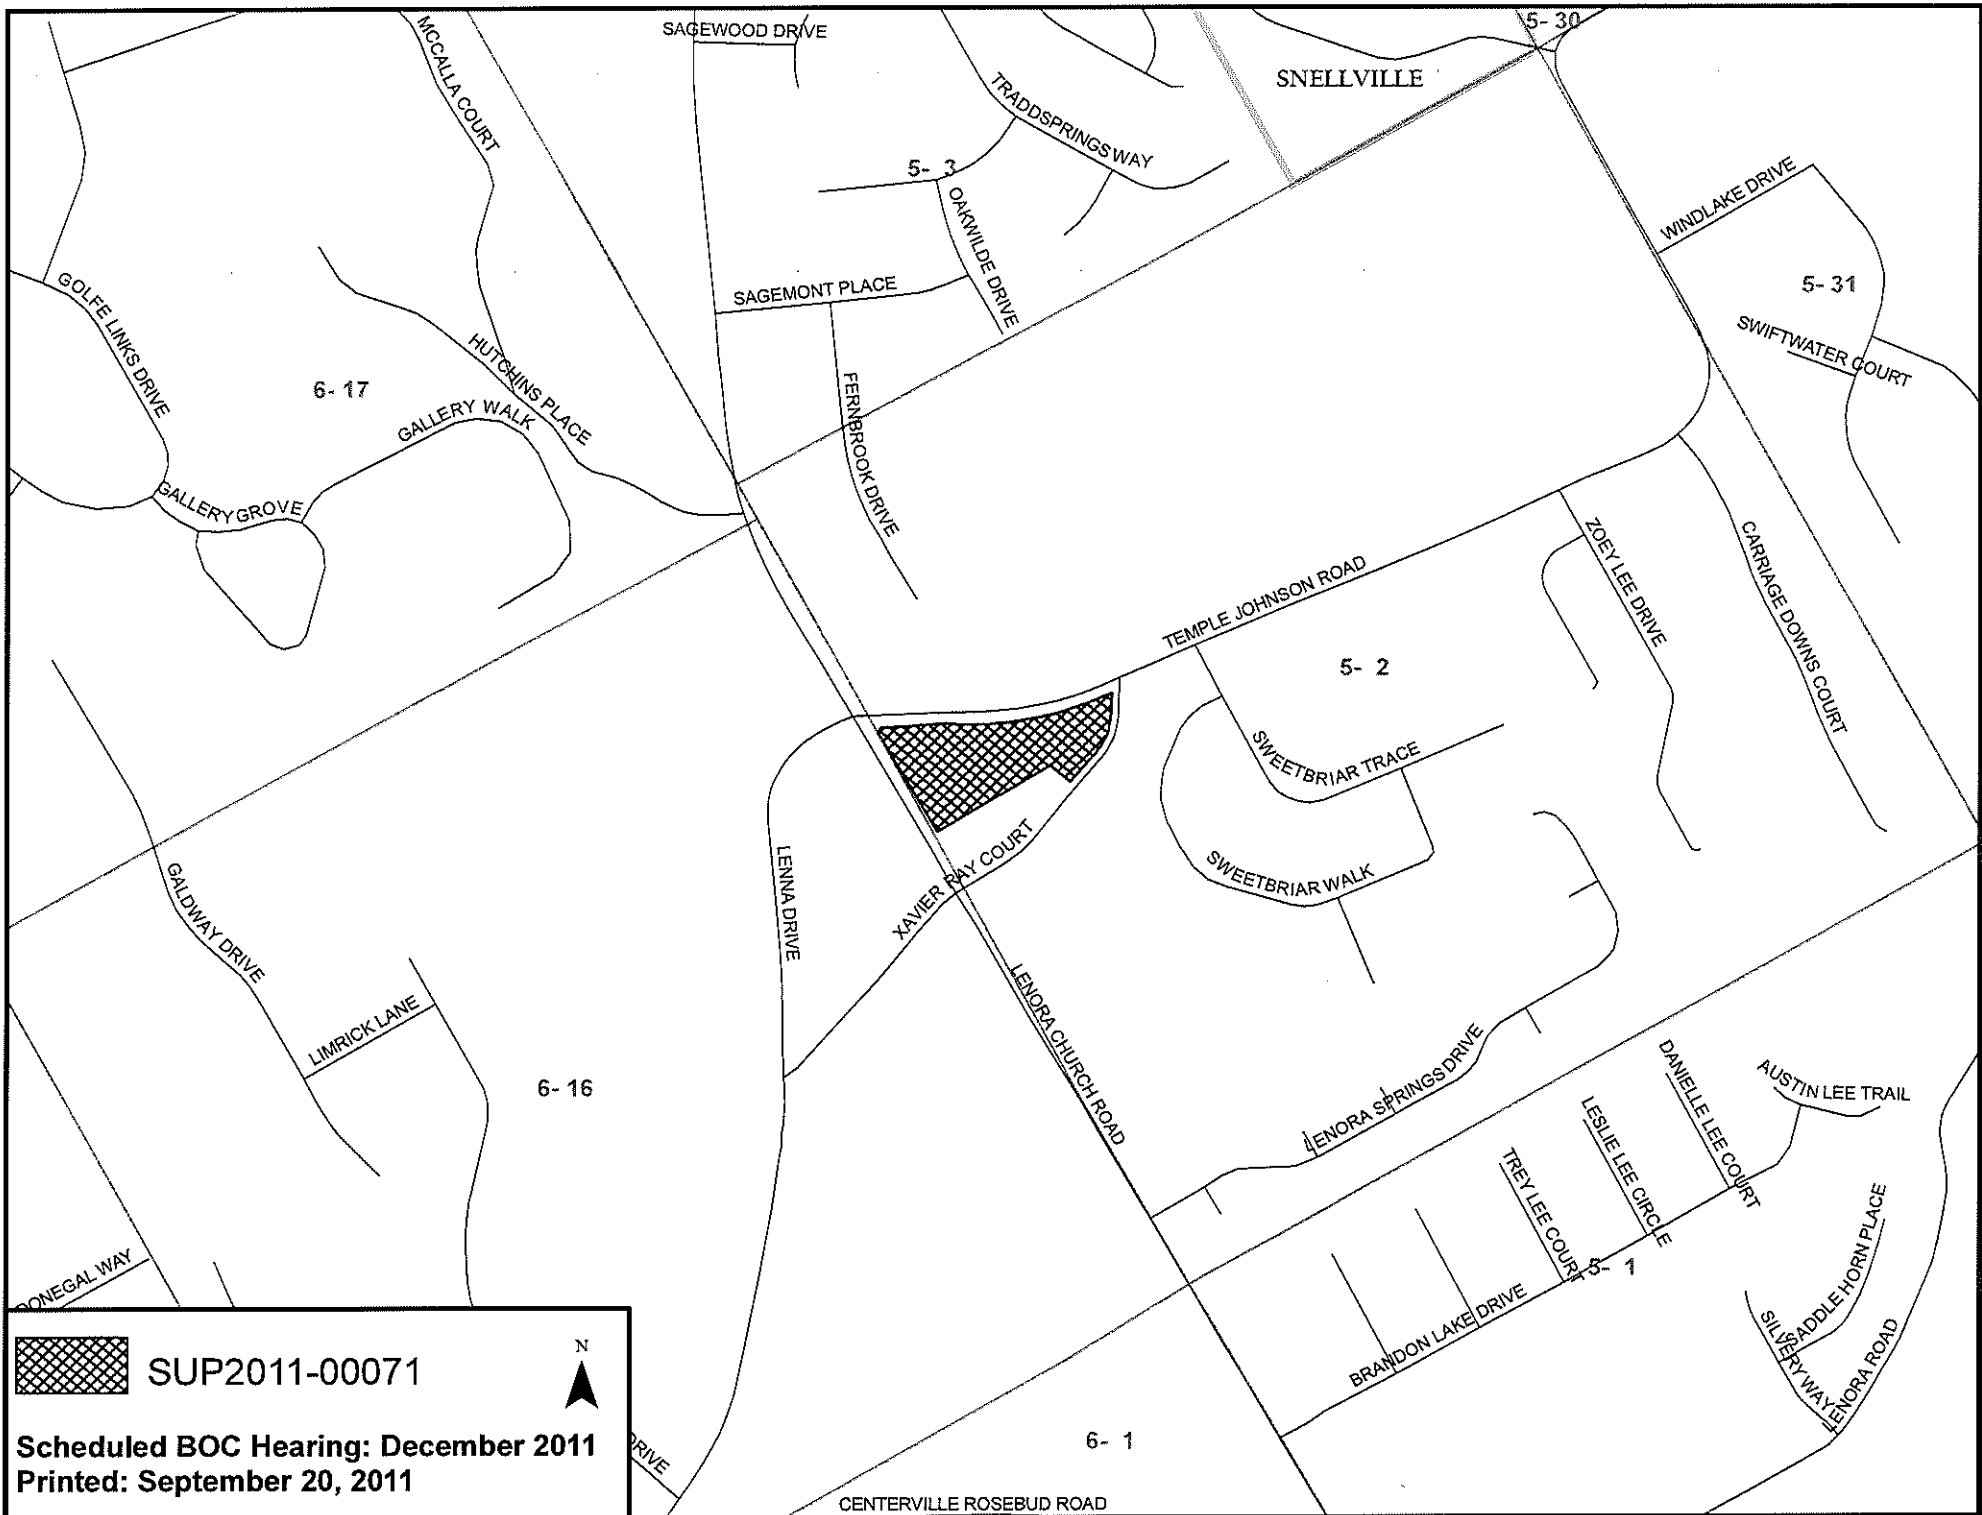 5- 30
SAGEWOOD DRIVE
MCCALLA COURT
SNELLVILLE
TRADDSPRINGS WAY
5- 3
OAKWILDE DRIVE
WINDLAKE DRIVE
5- 31
SWIFTWATER COURT
SAGEMONT PLACE
GOLFE LINKS DRIVE
HUTCHINS PLACE
6- 17
GALLERY WALK
FERNBROOK DRIVE
GALLERY GROVE
ZOEY LEE DRIVE
CARRIAGE DOWNS COURT
TEMPLE JOHNSON ROAD
5- 2
SWEETBRIAR TRACE
SWEETBRIAR WALK
LENNA DRIVE
XAVIER RAY COURT
GALDWAY DRIVE
LIMRICK LANE
LENORA CHURCH ROAD
6- 16
LENORA SPRINGS DRIVE
DANIELLE LEE COURT
AUSTIN LEE TRAIL
LESLIE LEE CIRCLE
TREY LEE COURT
5- 1
SADDLE HORN PLACE
DONEGAL WAY
BRANDON LAKE DRIVE
SILVERY WAY
LENORA ROAD
6- 1
DRIVE
CENTERVILLE ROSEBUD ROAD
N
SUP2011-00071
Scheduled BOC Hearing: December 2011
Printed: September 20, 2011